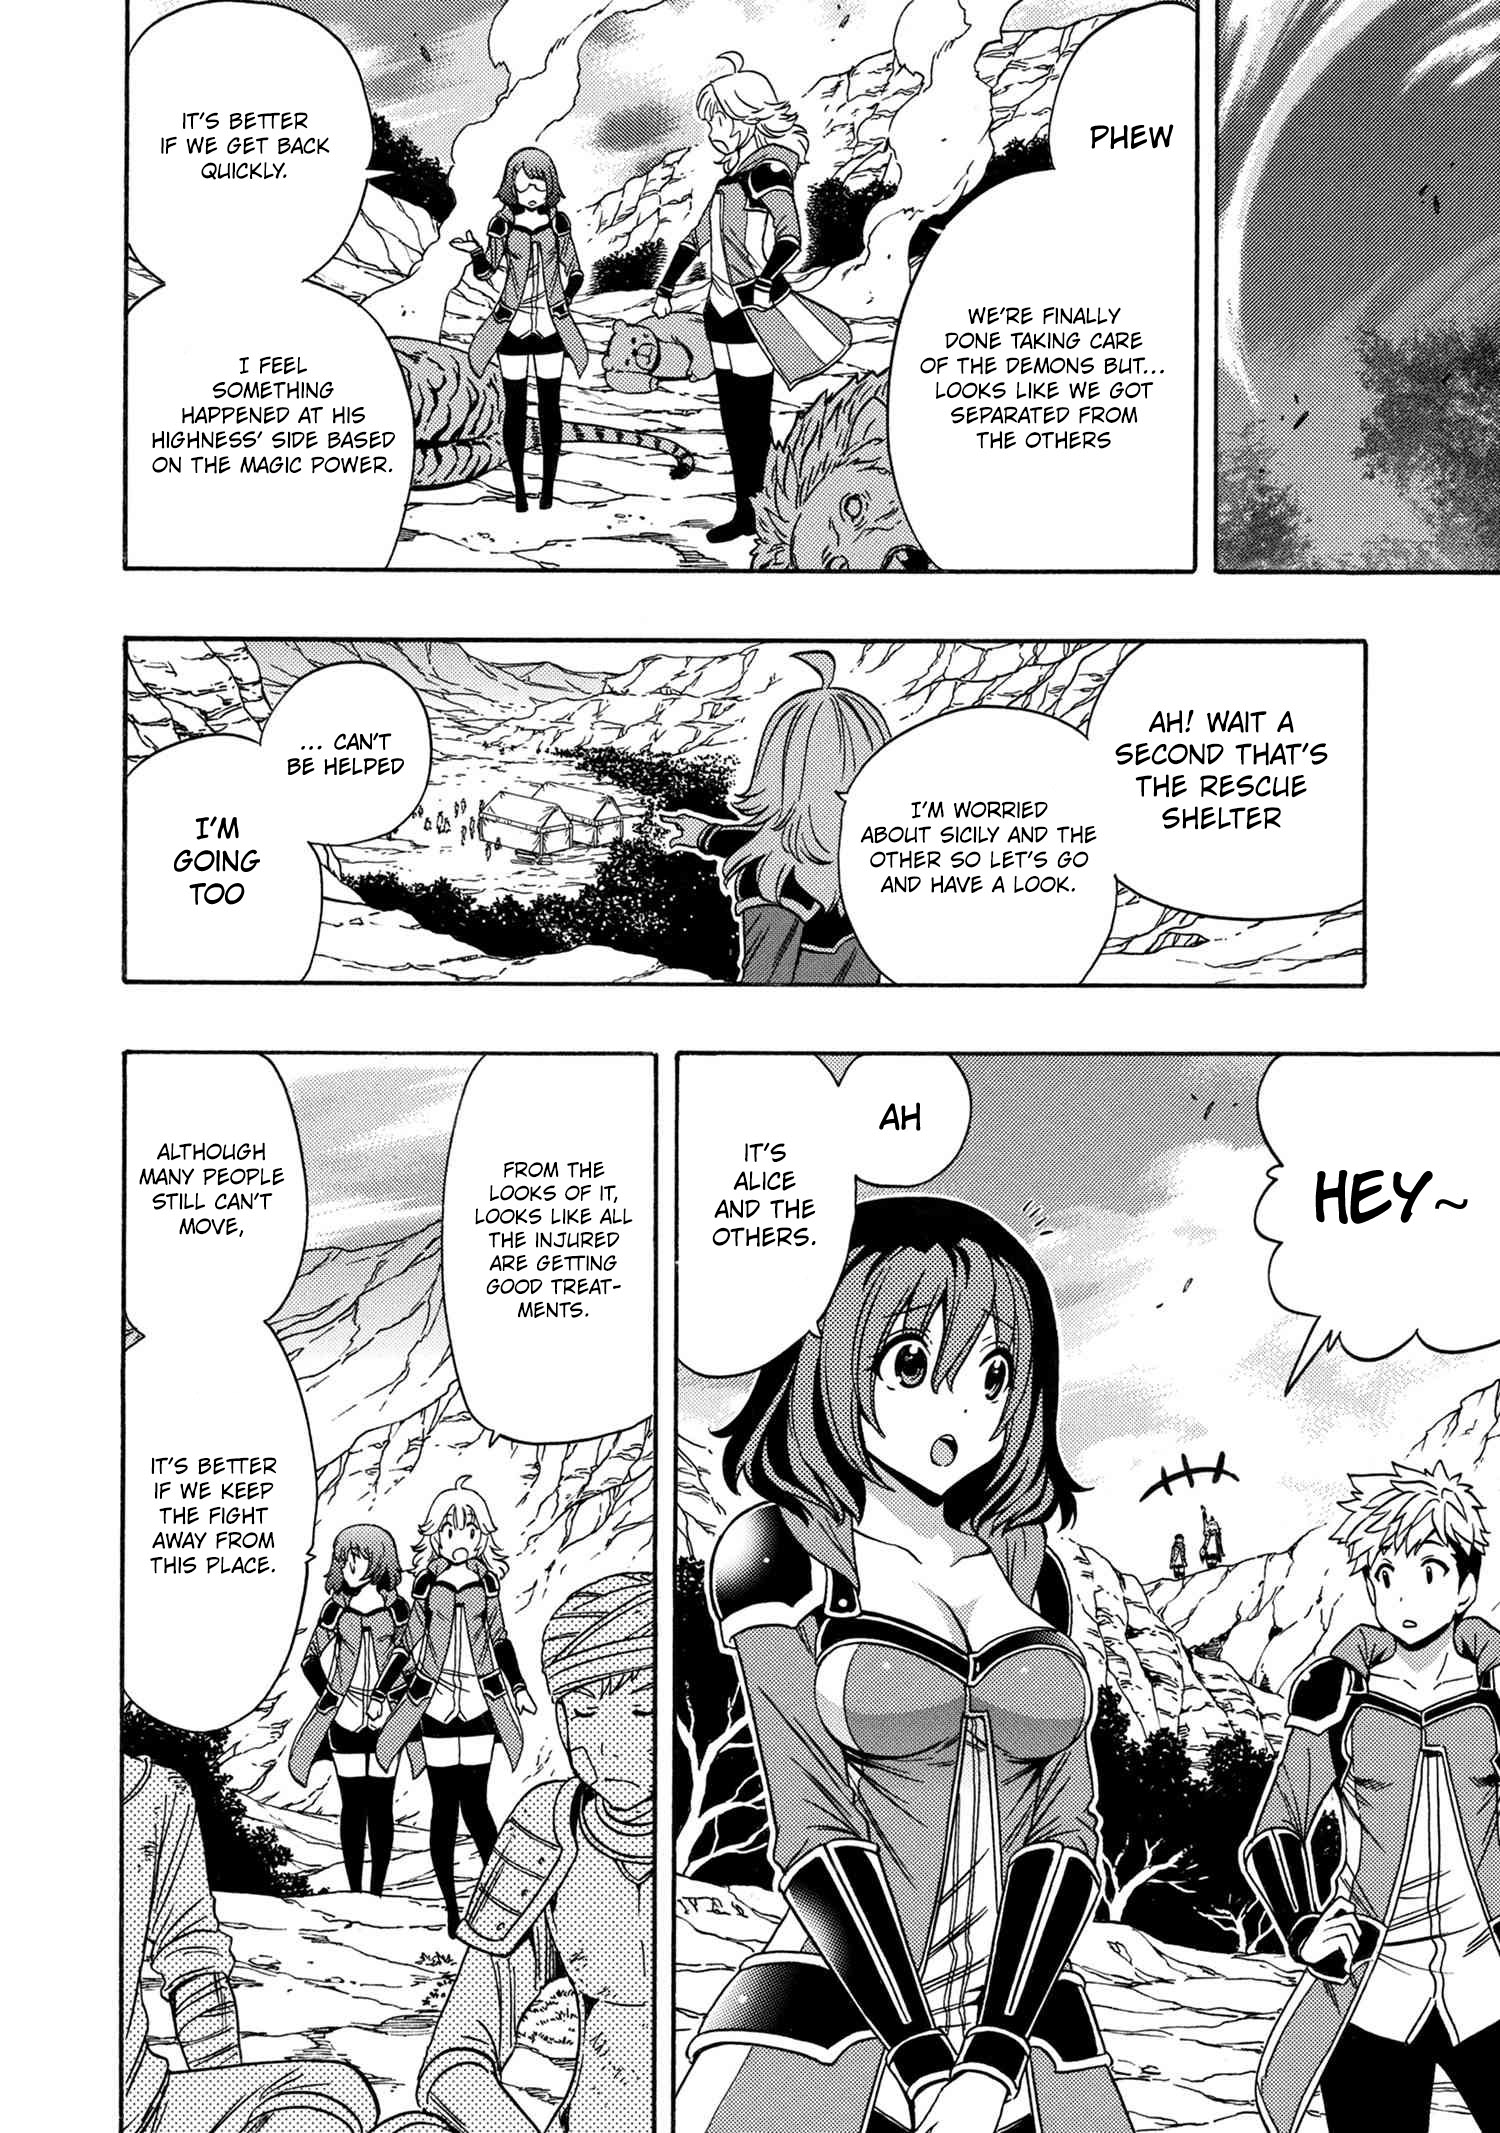 PHEW
WE'RE FINALLY
DONE TAKING CARE
OF THE DEMONS BUT...
LOOKS LIKE WE GOT
SEPARATED FROM
THE OTHERS
IT'S BETTER
IF WE GET BACK
QUICKLY.
I FEEL
SOMETHING
HAPPENED AT HIS
HIGHNESS' SIDE BASED
ON THE MAGIC POWER.
AH! WAIT A
SECOND THAT'S
THE RESCUE
SHELTER
I'M WORRIED
ABOUT SICILY AND THE
OTHER SO LET'S GO
AND HAVE A LOOK.
... CAN'T
BE HELPED
I'M
GOING
TOO
HEY~
AH
IT'S
ALICE
AND THE
OTHERS.
FROM THE
LOOKS OF IT,
LOOKS LIKE ALL
THE INJURED
ARE GETTING
GOOD TREAT-
MENTS.
ALTHOUGH
MANY PEOPLE
STILL CAN'T
MOVE,
IT'S BETTER
IF WE KEEP
THE FIGHT
AWAY FROM
THIS PLACE.